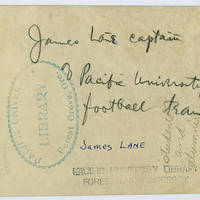 James Lane captain
Pacific University
football team
PACIFIC UNIVERSITY
LIBRARY
Forest Grove, Ore.
and
James LANE
PACIFIC UNIVERSITY LIBRARY
FOREST GROVE, OREGON